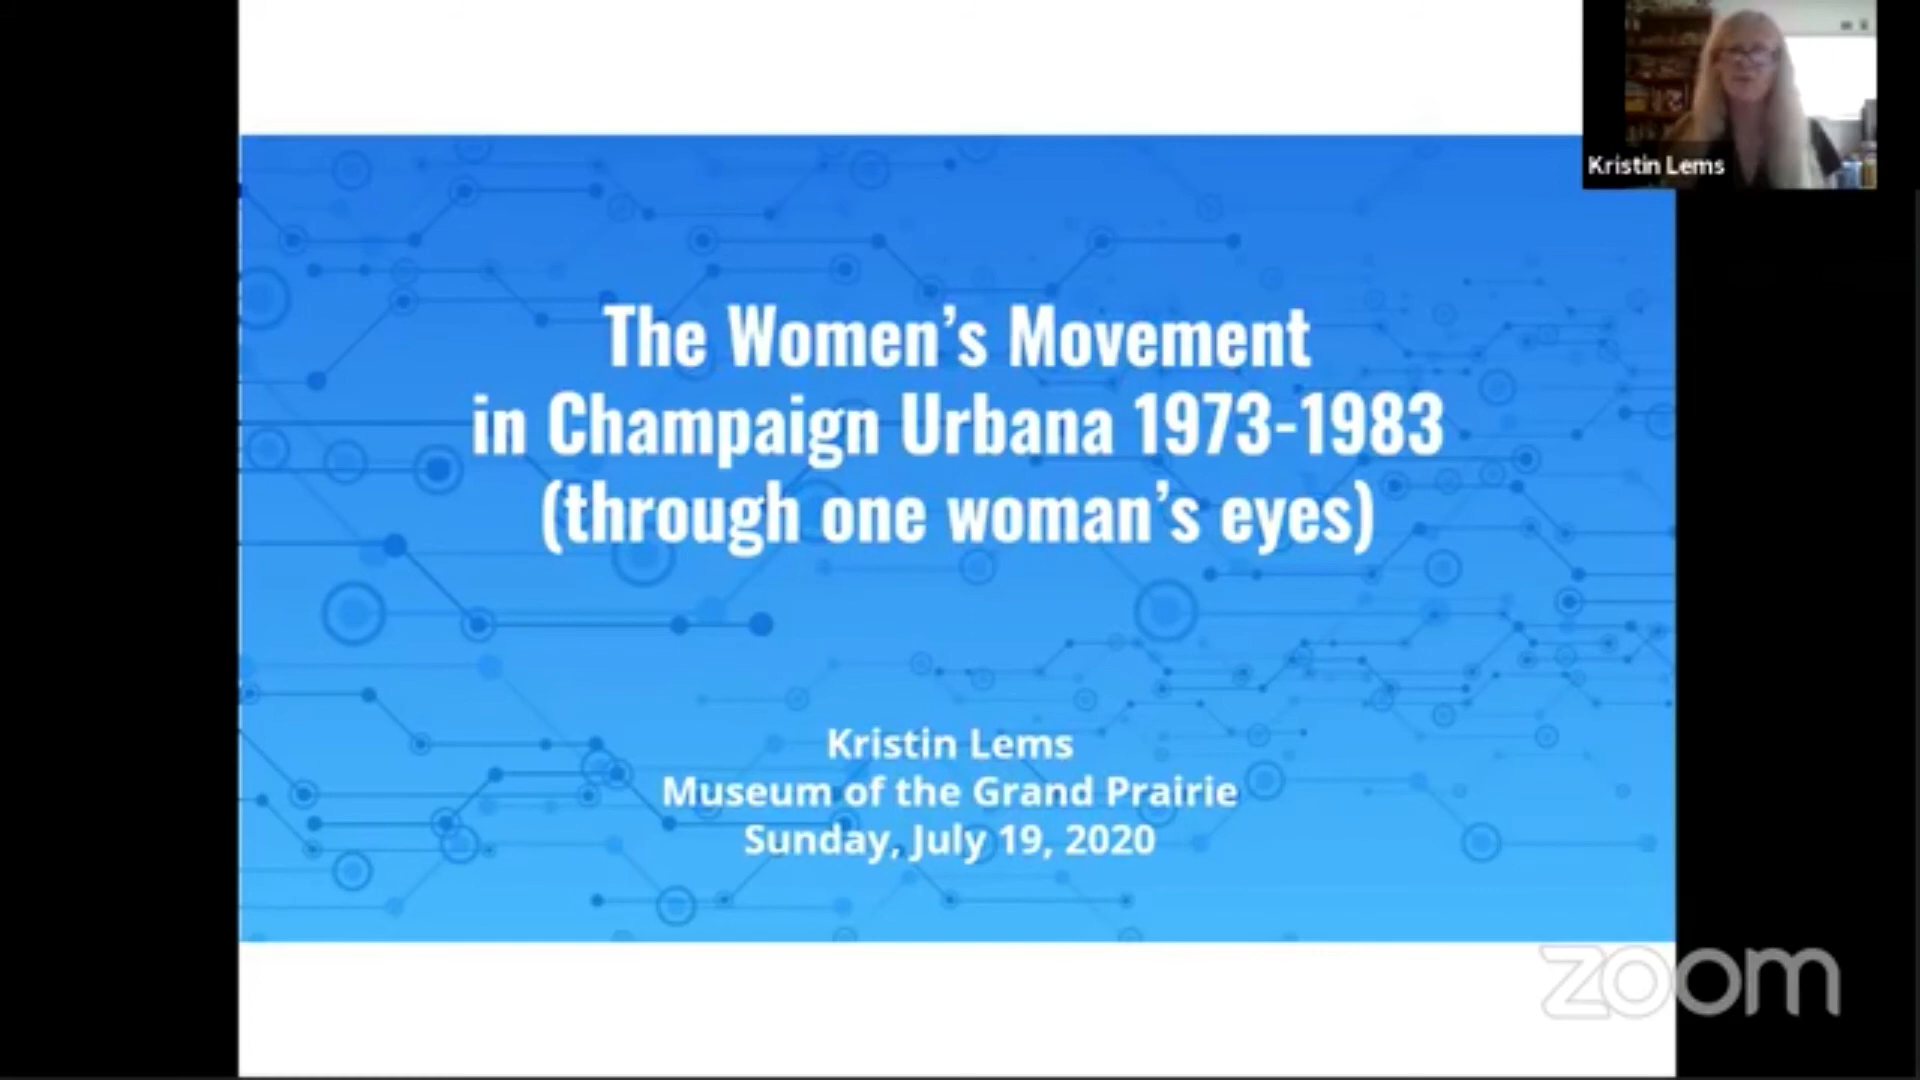 Kristin Lems
The Women’s Movement
in Champaign Urbana 1973-1983
(through one woman’s eyes)
Kristin Lems
Museum of the Grand Prairie
Sunday, July 19, 2020
zoom